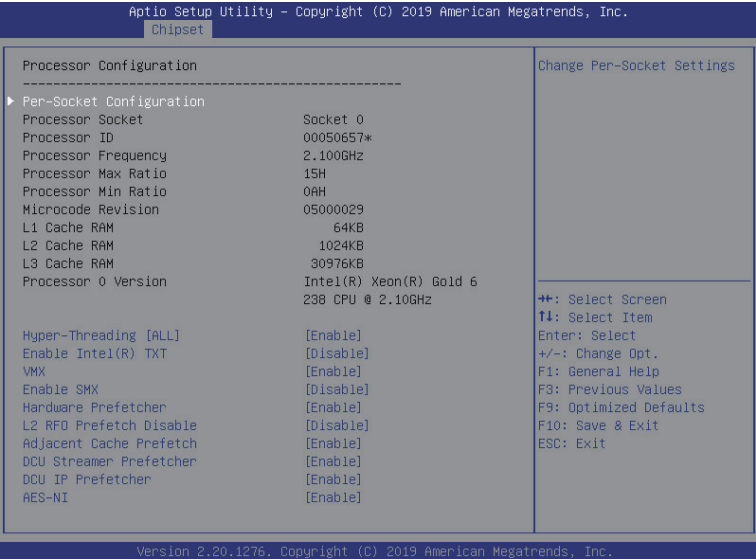 Aptio Setup Utility – Copyright (C) 2019 American Megatrends, Inc.
Chipset
Processor Configuration
--------------------------------------------------
Change Per-Socket Settings
Per-Socket Configuration
Processor Socket Socket 0
Processor ID 00050657*
Processor Frequency 2.100GHz
Processor Max Ratio 15H
Processor Min Ratio 0AH
Microcode Revision 05000029
L1 Cache RAM 64KB
L2 Cache RAM 1024KB
L3 Cache RAM 30976KB
Processor 0 Version Intel(R) Xeon(R) Gold 6
238 CPU @ 2.10GHz
Hyper-Threading [ALL] [Enable]
Enable Intel(R) TXT [Disable]
VMX [Enable]
Enable SMX [Disable]
Hardware Prefetcher [Enable]
L2 RFO Prefetch Disable [Disable]
Adjacent Cache Prefetch [Enable]
DCU Streamer Prefetcher [Enable]
DCU IP Prefetcher [Enable]
AES-NI [Enable]
→←: Select Screen
↑↓: Select Item
Enter: Select
+/-: Change Opt.
F1: General Help
F3: Previous Values
F9: Optimized Defaults
F10: Save & Exit
ESC: Exit
Version 2.20.1276. Copyright (C) 2019 American Megatrends, Inc.